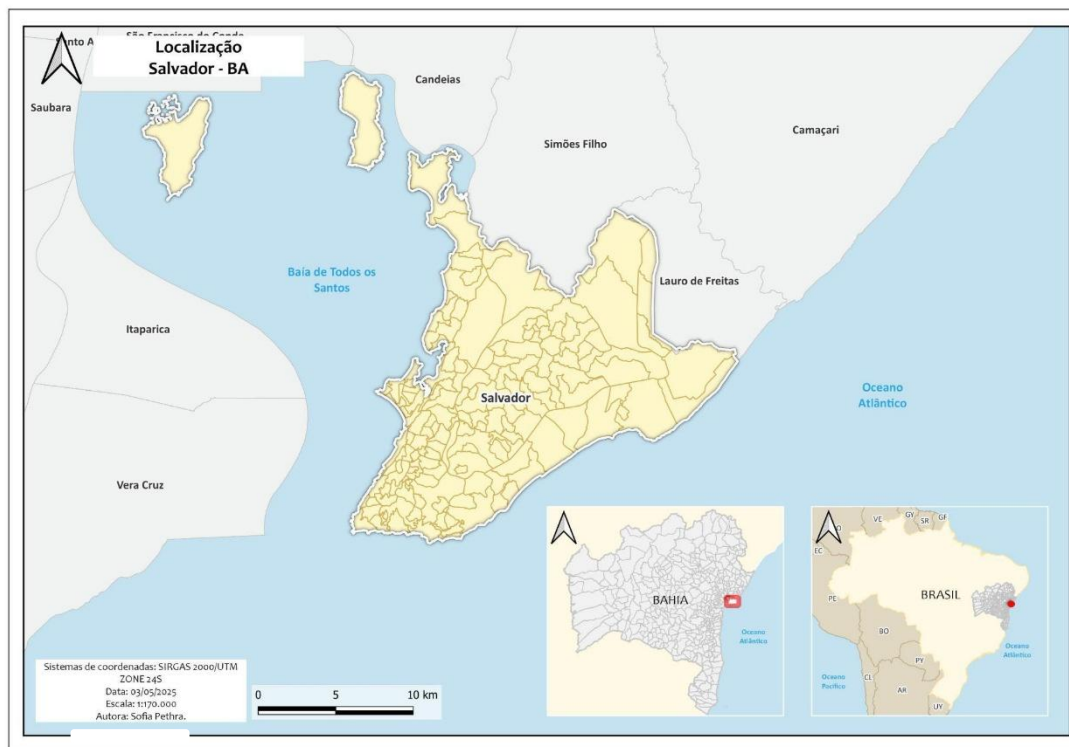 Localização
Salvador - BA
Candeias
Saubara
Simões Filho
Camaçari
Baía de Todos os
Santos
Lauro de Freitas
Itaparica
Oceano
Atlântico
Salvador
Vera Cruz
BAHIA
Oceano
Atlântico
VE
GY
SR
GF
EC
PE
BRASIL
BO
PY
CL
AR
UY
Oceano
Pacífico
Oceano
Atlântico
Sistemas de coordenadas: SIRGAS 2000/UTM
ZONE 24S
Data: 03/05/2025
Escala: 1:170.000
Autora: Sofia Pethra.
0 5 10 km